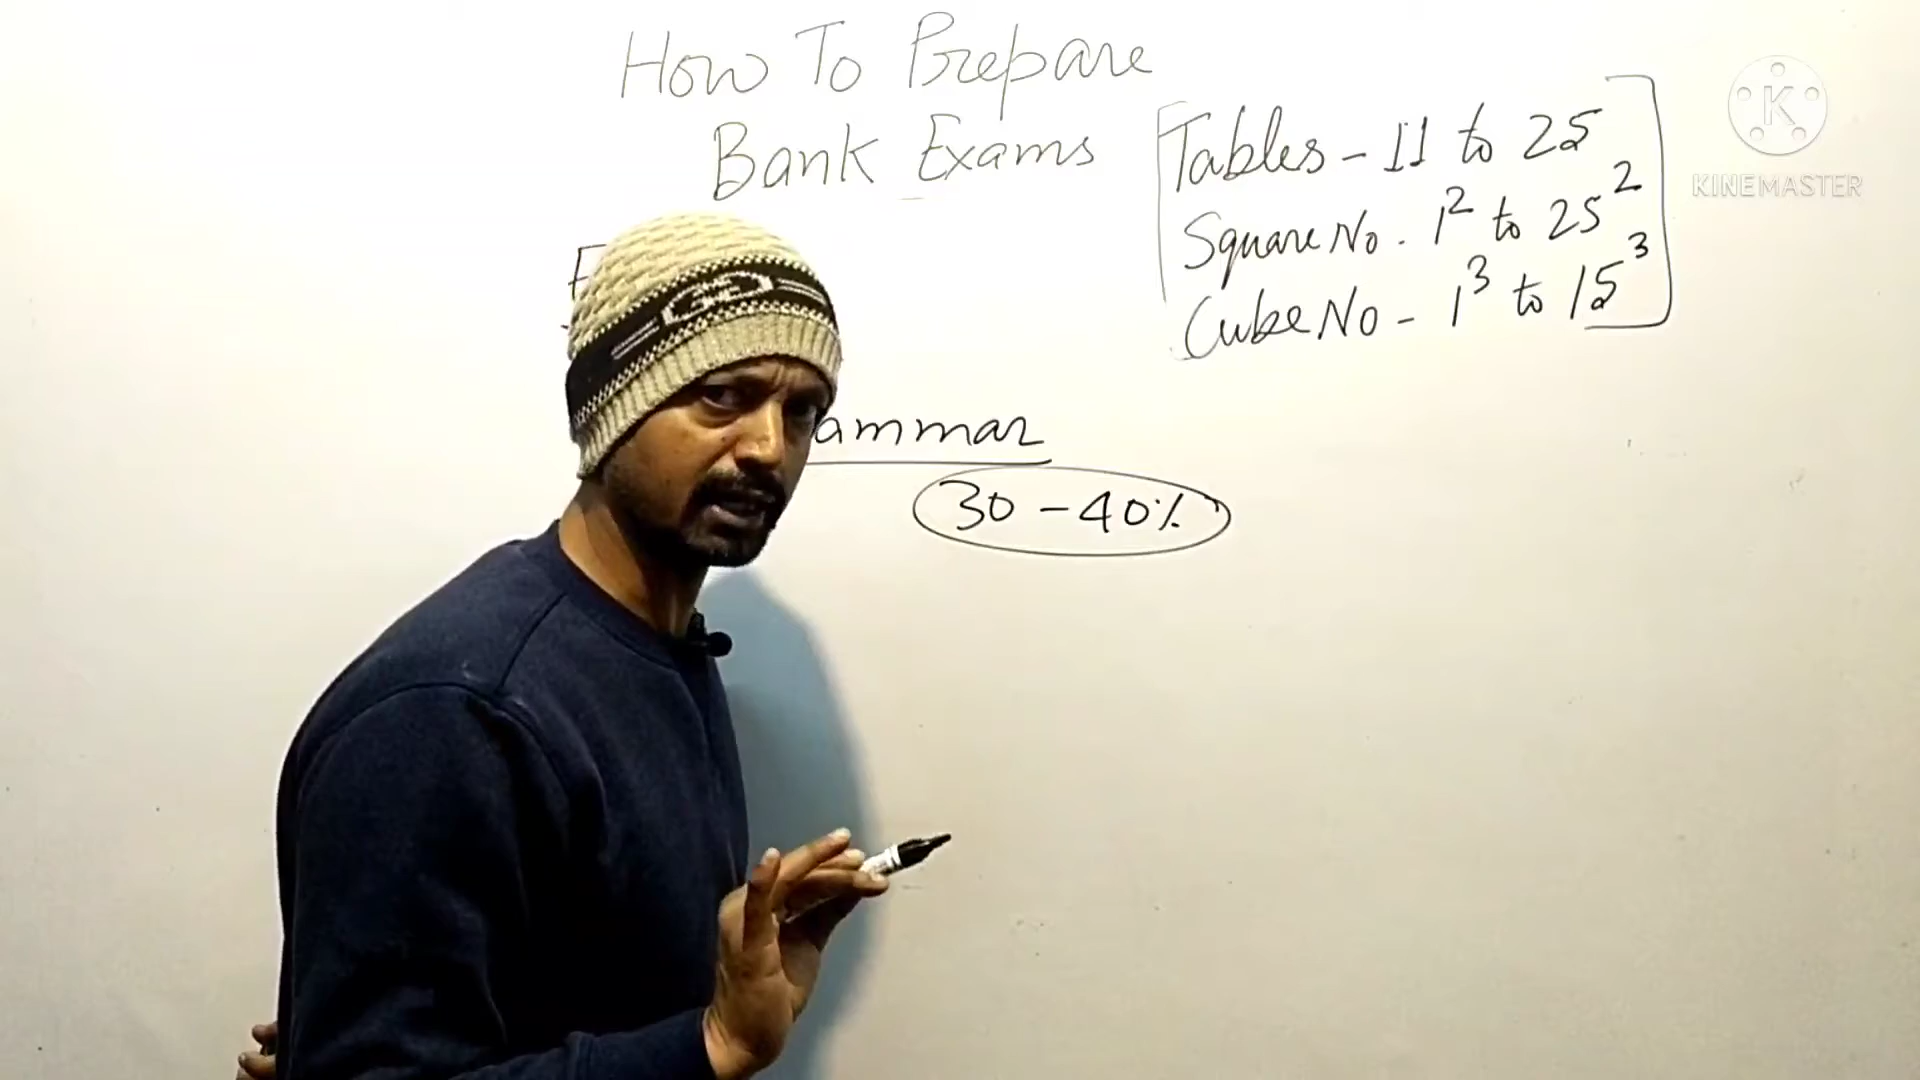 How To Prepare
Bank Exams
Tables - 11 to 25
Square No. 1² to 25²
Cube No - 1³ to 15³
ammar
30 - 40%
K
KINEMASTER